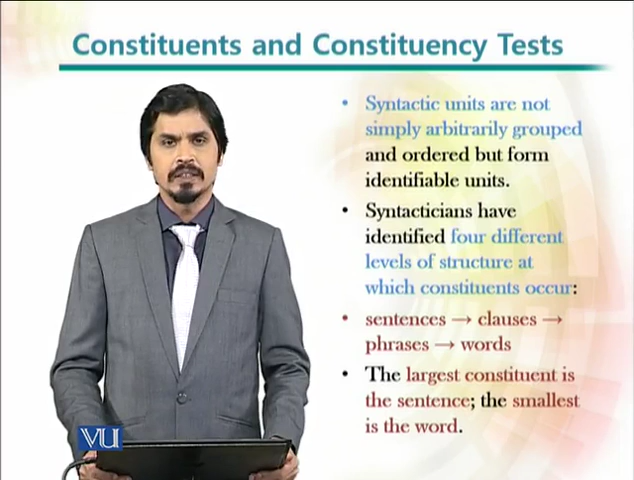 Constituents and Constituency Tests
• Syntactic units are not
simply arbitrarily grouped
and ordered but form
identifiable units.
• Syntacticians have
identified four different
levels of structure at
which constituents occur:
• sentences → clauses →
phrases → words
• The largest constituent is
the sentence; the smallest
is the word.
VU